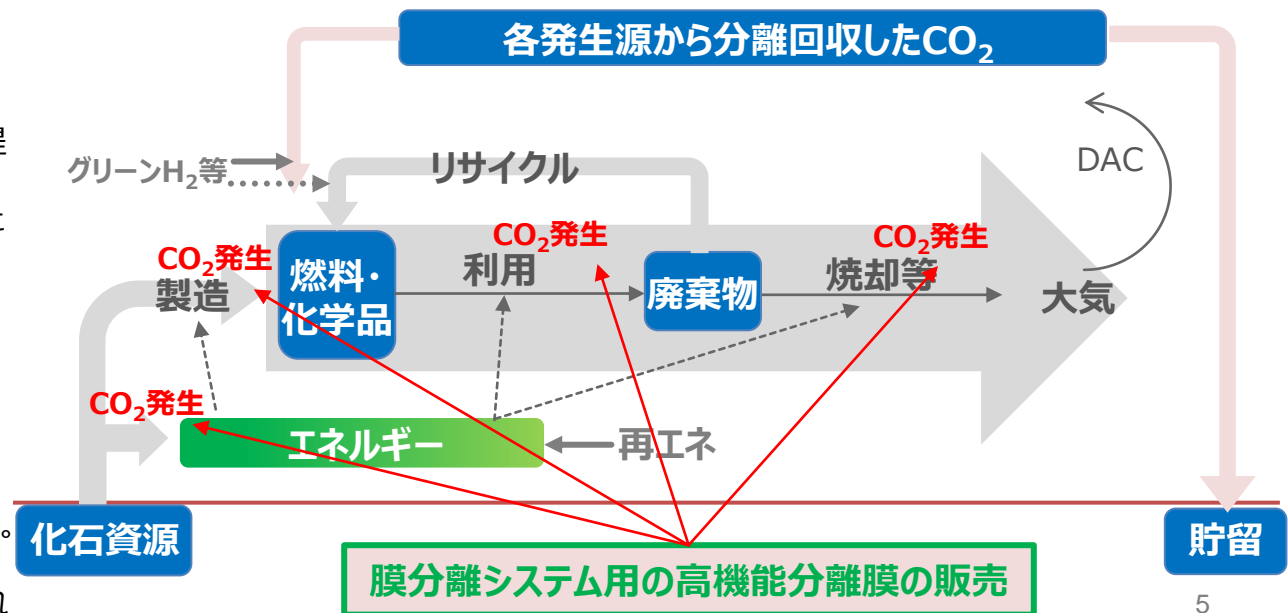 各発生源から分離回収したCO₂
グリーンH₂等
リサイクル
DAC
CO₂発生
CO₂発生
CO₂発生
製造
燃料・
化学品
利用
廃棄物
焼却等
大気
CO₂発生
エネルギー
再エネ
化石資源
貯留
膜分離システム用の高機能分離膜の販売
5